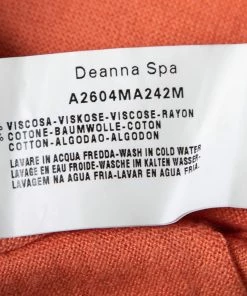 Deanna Spa
A2604MA242M
% VISCOSA-VISKOSE-VISCOSE-RAYON
% COTONE-BAUMWOLLE-COTON
COTTON-ALGODAO-ALGODON
LAVARE IN ACQUA FREDDA-WASH IN COLD WATER
LAVAGE EN EAU FROIDE-WASCHE IM KALTEN WASSER-
LAVAGEM NA AGUA FRIA-LAVAR EN AGUA FRIA.